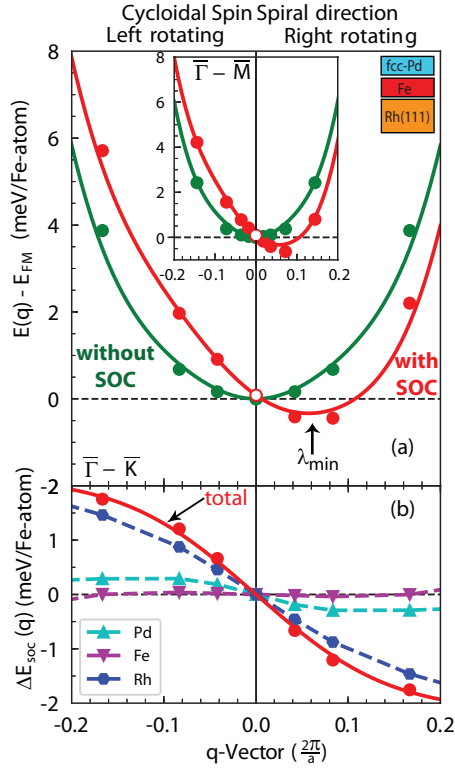 Cycloidal Spin Spiral direction
Left rotating Right rotating
8
6
4
2
0
E(q) - E_FM (meV/Fe-atom)
Γ̅ – M̅
8
6
4
2
0
-0.2 -0.1 0.0 0.1 0.2
fcc-Pd
Fe
Rh(111)
without
SOC
with
SOC
λ_min
(a)
Γ̅ – K̅
-2
1
0
-1
-2
ΔE_soc (q) (meV/Fe-atom)
total
(b)
Pd
Fe
Rh
-0.2 -0.1 0.0 0.1 0.2
q-Vector (2π/a)